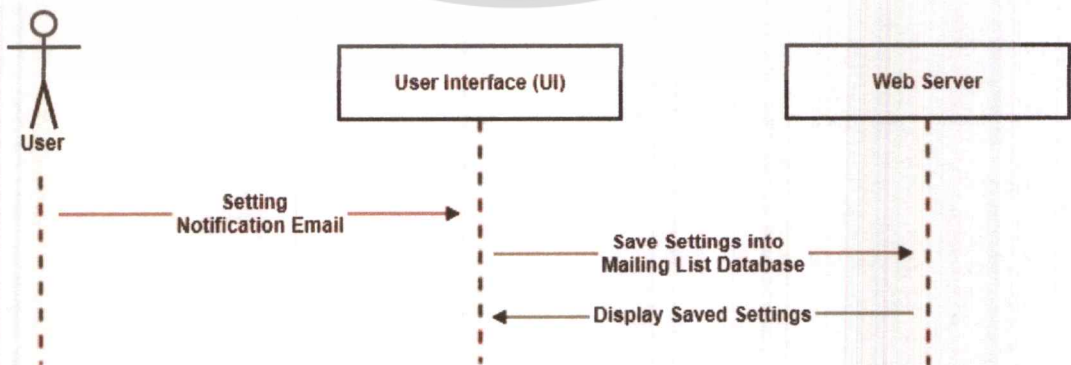 User Interface (UI)
Web Server
User
Setting
Notification Email
Save Settings into
Mailing List Database
Display Saved Settings